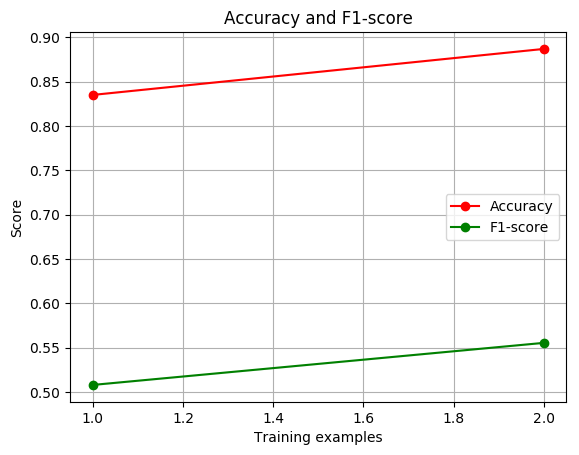 Accuracy and F1-score
Score
0.90
0.85
0.80
0.75
0.70
0.65
0.60
0.55
0.50
Accuracy
F1-score
1.0 1.2 1.4 1.6 1.8 2.0
Training examples